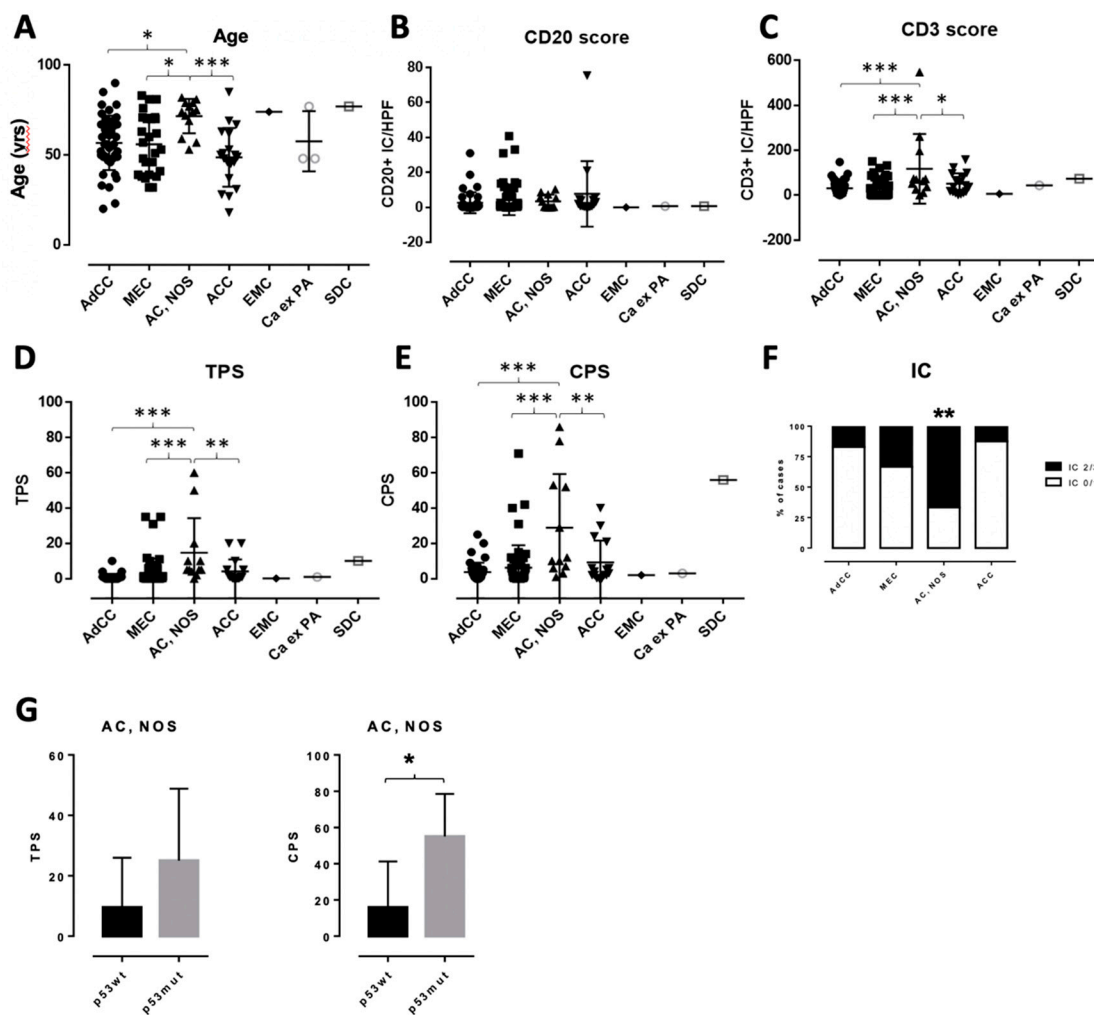 A
Age
*
*
***
100
50
0
Age (yrs)
AdCC
MEC
AC, NOS
ACC
EMC
Ca ex PA
SDC
B
CD20 score
80
60
40
20
0
-20
CD20+ IC/HPF
AdCC
MEC
AC, NOS
ACC
EMC
Ca ex PA
SDC
C
CD3 score
***
***
*
600
400
200
0
-200
CD3+ IC/HPF
AdCC
MEC
AC, NOS
ACC
EMC
Ca ex PA
SDC
D
TPS
***
***
**
100
80
60
40
20
0
TPS
AdCC
MEC
AC, NOS
ACC
EMC
Ca ex PA
SDC
E
CPS
***
***
**
100
80
60
40
20
0
CPS
AdCC
MEC
AC, NOS
ACC
EMC
Ca ex PA
SDC
F
IC
**
100
75
50
25
0
% of cases
IC 2/
IC 0/
AdCC
MEC
AC, NOS
ACC
G
AC, NOS
60
40
20
0
TPS
p53wt
p53mut
AC, NOS
*
100
80
60
40
20
0
CPS
p53wt
p53mut